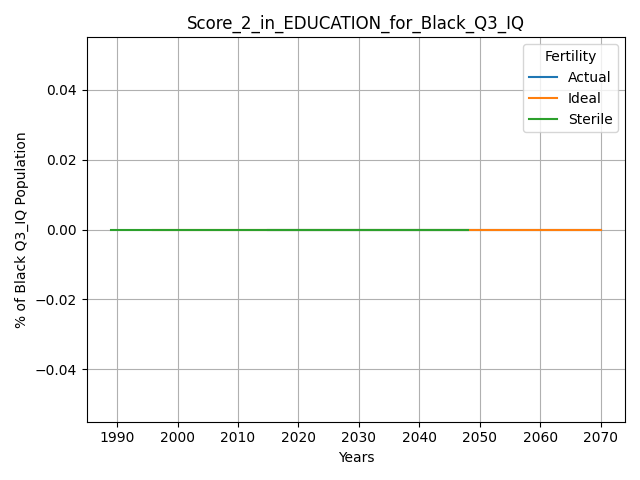 Score_2_in_EDUCATION_for_Black_Q3_IQ
Fertility
Actual
Ideal
Sterile
% of Black Q3_IQ Population
0.04
0.02
0.00
−0.02
−0.04
1990 2000 2010 2020 2030 2040 2050 2060 2070
Years